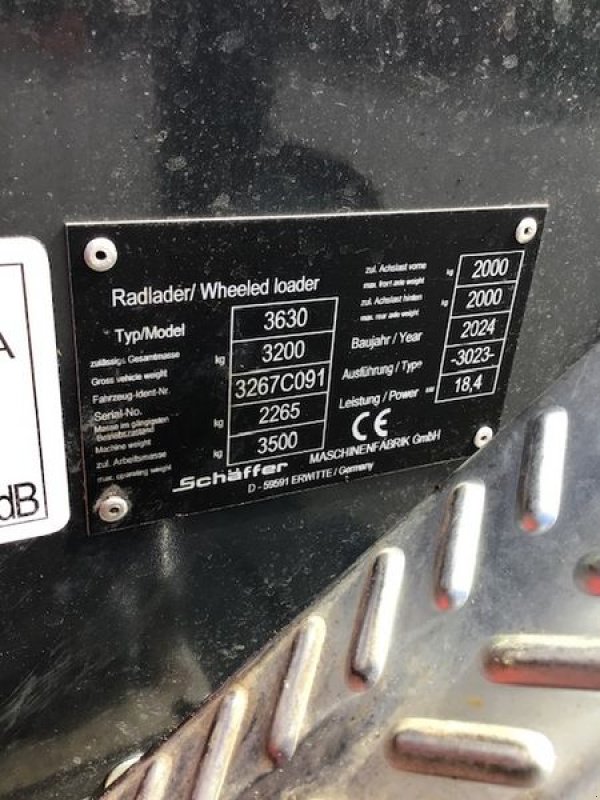 Radlader/ Wheeled loader
Typ/Model 3630
zulässige Gesamtmasse
Gross vehicle weight kg 3200
Fahrzeug-Ident-Nr.
Serial-No. 3267C091
Masse im gängigsten
Betriebszustand
Machine weight kg 2265
zul. Arbeitsmasse
max. operating weight kg 3500
zul. Achslast vorne
max. front axle weight kg 2000
zul. Achslast hinten
max. rear axle weight kg 2000
Baujahr / Year 2024
Ausführung / Type -3023-
Leistung / Power kW 18,4
CE
Schäffer MASCHINENFABRIK GmbH
D - 59591 ERWITTE / Germany
A
dB